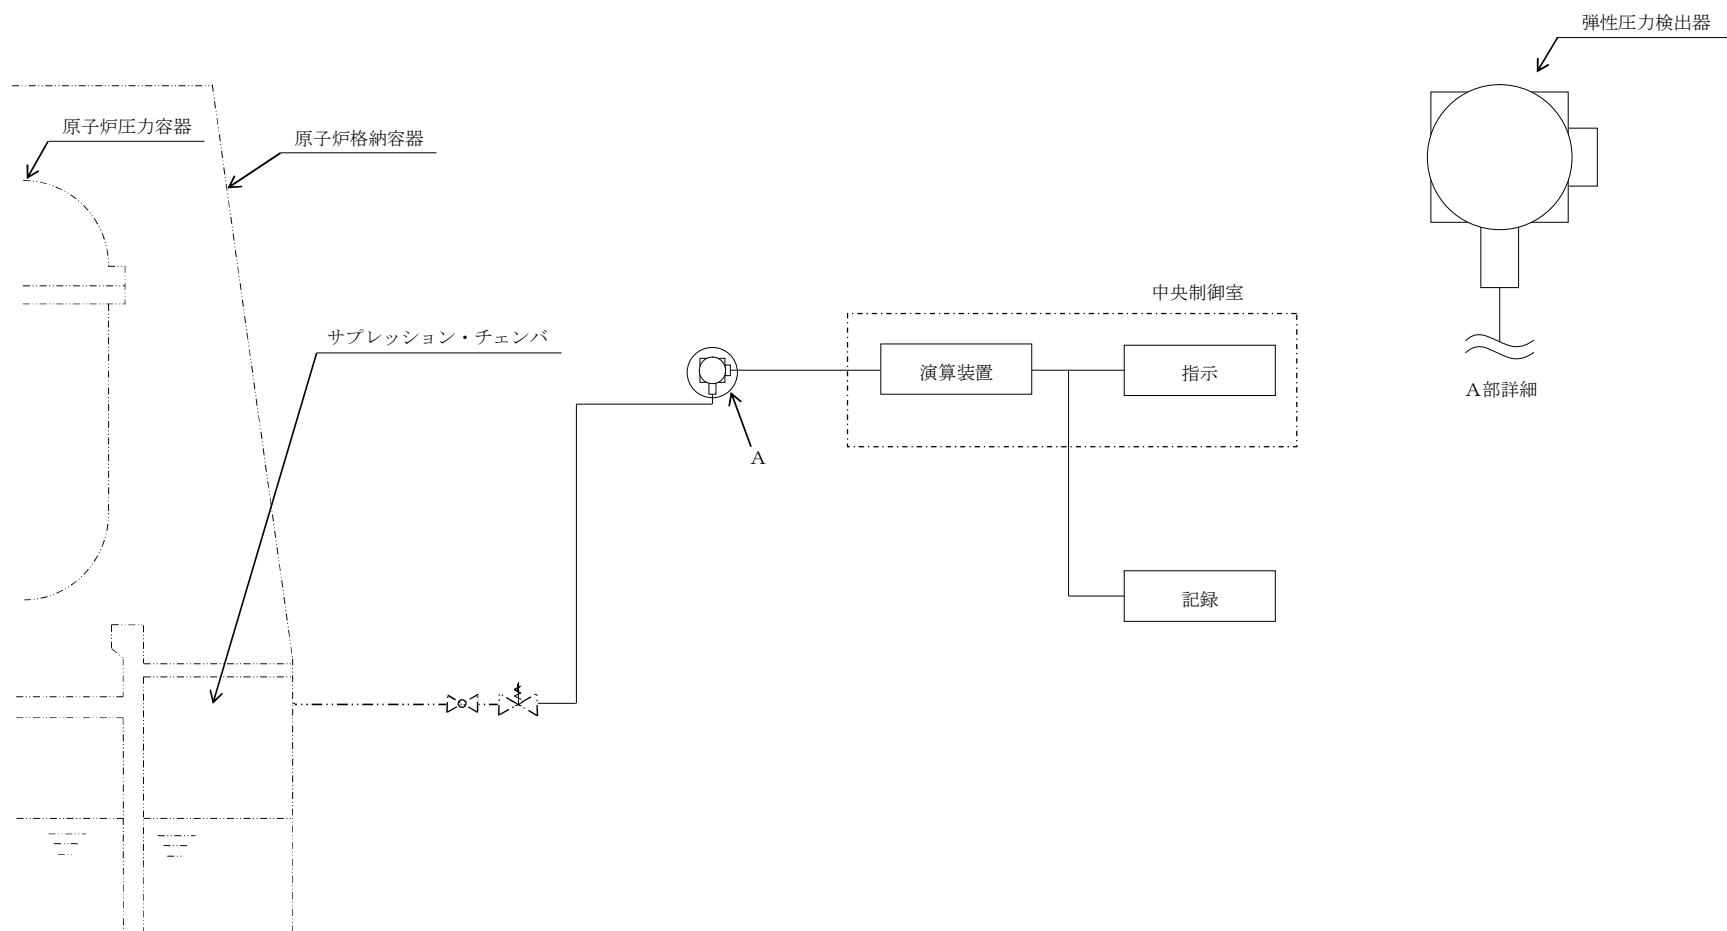 弾性圧力検出器
原子炉圧力容器
原子炉格納容器
中央制御室
サプレッション・チェンバ
演算装置
指示
A部詳細
A
記録